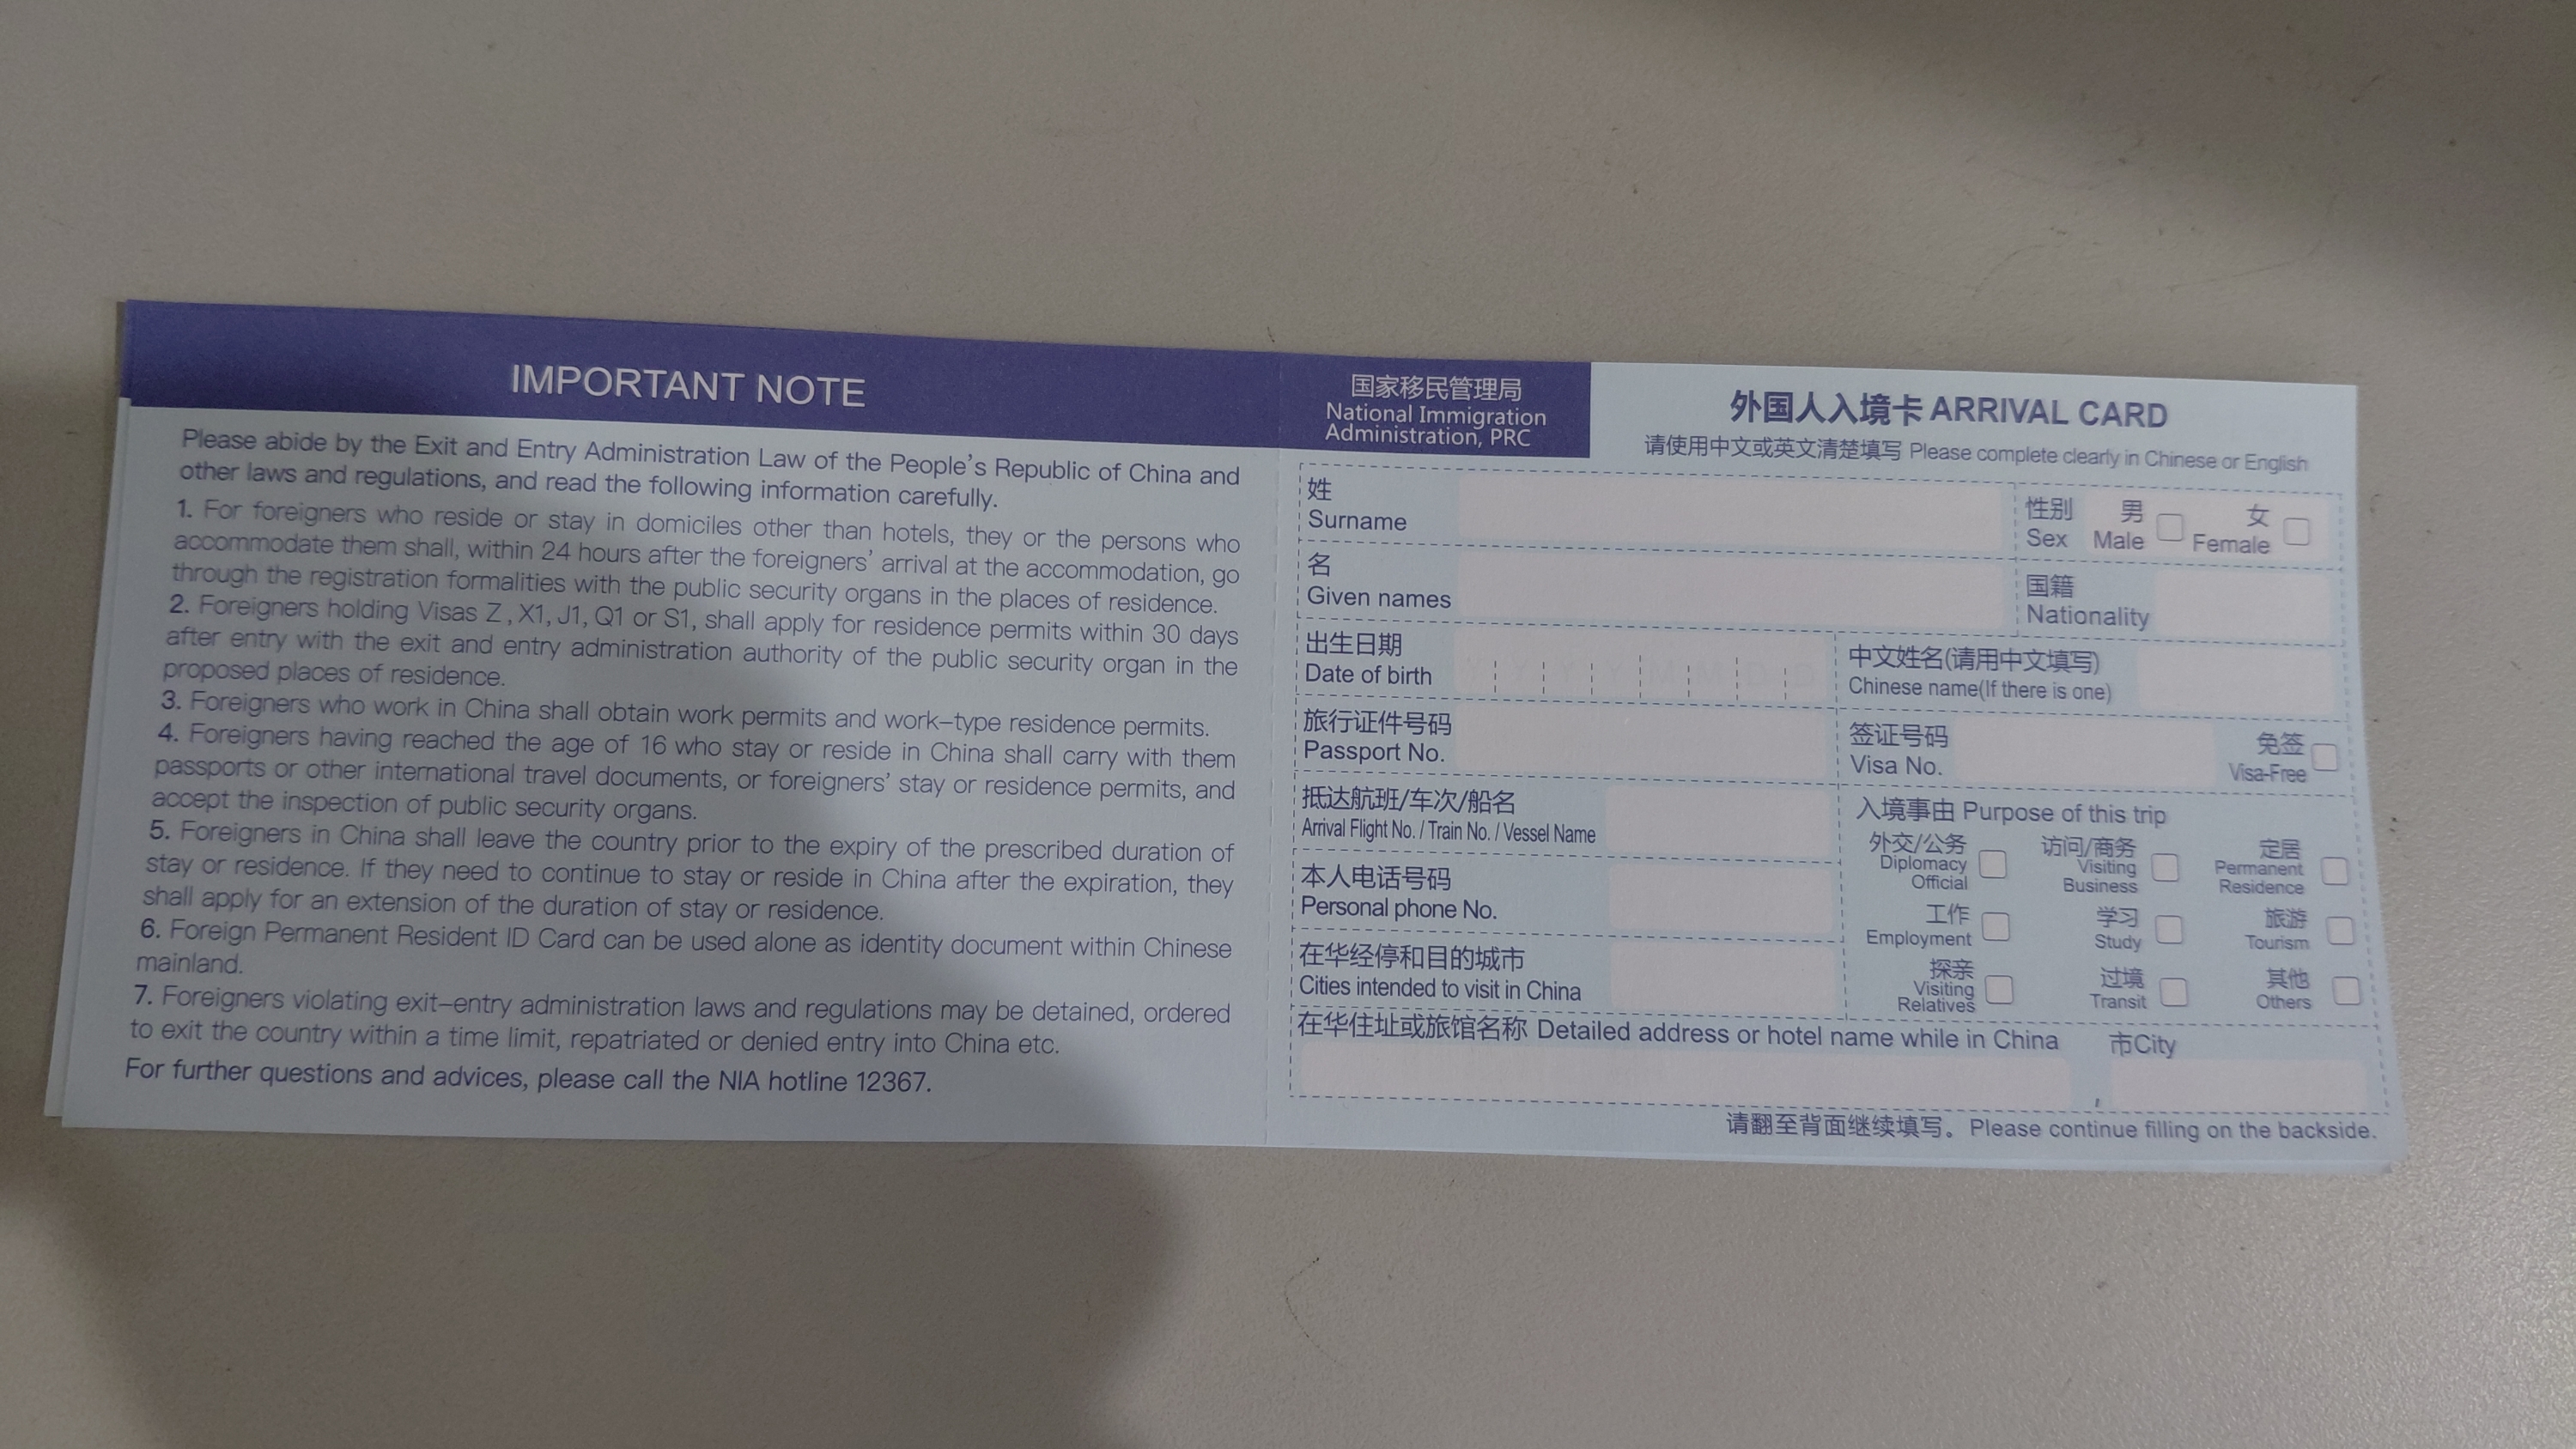 IMPORTANT NOTE
Please abide by the Exit and Entry Administration Law of the People's Republic of China and
other laws and regulations, and read the following information carefully.
1. For foreigners who reside or stay in domiciles other than hotels, they or the persons who
accommodate them shall, within 24 hours after the foreigners' arrival at the accommodation, go
through the registration formalities with the public security organs in the places of residence.
2. Foreigners holding Visas Z , X1, J1, Q1 or S1, shall apply for residence permits within 30 days
after entry with the exit and entry administration authority of the public security organ in the
proposed places of residence.
3. Foreigners who work in China shall obtain work permits and work–type residence permits.
4. Foreigners having reached the age of 16 who stay or reside in China shall carry with them
passports or other international travel documents, or foreigners' stay or residence permits, and
accept the inspection of public security organs.
5. Foreigners in China shall leave the country prior to the expiry of the prescribed duration of
stay or residence. If they need to continue to stay or reside in China after the expiration, they
shall apply for an extension of the duration of stay or residence.
6. Foreign Permanent Resident ID Card can be used alone as identity document within Chinese
mainland.
7. Foreigners violating exit–entry administration laws and regulations may be detained, ordered
to exit the country within a time limit, repatriated or denied entry into China etc.
For further questions and advices, please call the NIA hotline 12367.
国家移民管理局
National Immigration
Administration, PRC
外国人入境卡 ARRIVAL CARD
请使用中文或英文清楚填写 Please complete clearly in Chinese or English
姓
Surname
性别 男 女
Sex Male Female
名
Given names
国籍
Nationality
出生日期
Date of birth
Y Y Y Y M M D D
中文姓名(请用中文填写)
Chinese name(If there is one)
旅行证件号码
Passport No.
签证号码
Visa No.
免签
Visa-Free
抵达航班/车次/船名
Arrival Flight No. / Train No. / Vessel Name
本人电话号码
Personal phone No.
在华经停和目的城市
Cities intended to visit in China
入境事由 Purpose of this trip
外交/公务
Diplomacy
Official
访问/商务
Visiting
Business
定居
Permanent
Residence
工作
Employment
学习
Study
旅游
Tourism
探亲
Visiting
Relatives
过境
Transit
其他
Others
在华住址或旅馆名称 Detailed address or hotel name while in China 市City
,
请翻至背面继续填写。Please continue filling on the backside.